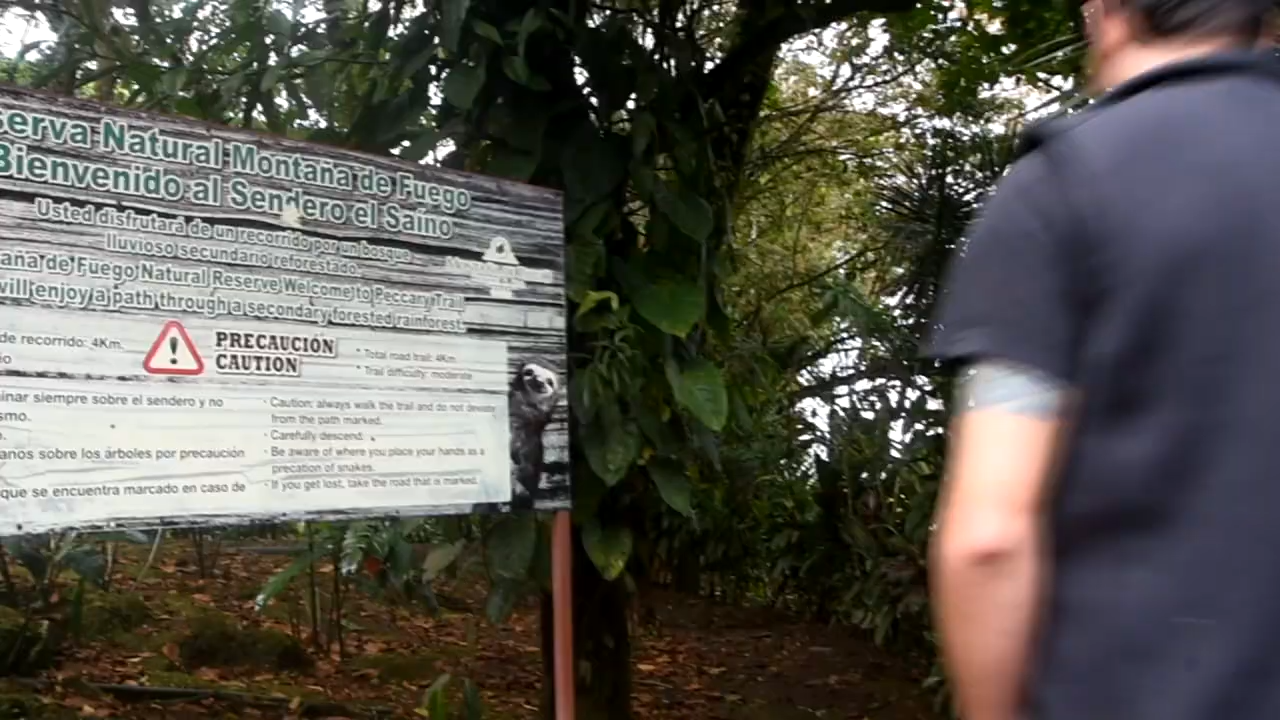 serva Natural Montaña de Fuego
Bienvenido al Sendero el Saíno
Usted disfrutará de un recorrido por un bosque
lluvioso secundario reforestado.
aña de Fuego Natural Reserve Welcome to Peccary Trail
will enjoy a path through a secondary forested rainforest.
de recorrido: 4Km.
io
PRECAUCIÓN
CAUTION
* Total road trail: 4Km
* Trail difficulty: moderate
inar siempre sobre el sendero y no
smo.
anos sobre los árboles por precaución
que se encuentra marcado en caso de
· Caution: always walk the trail and do not deviate
from the path marked.
· Carefully descend.
· Be aware of where you place your hands as a
precation of snakes.
· If you get lost, take the road that is marked.